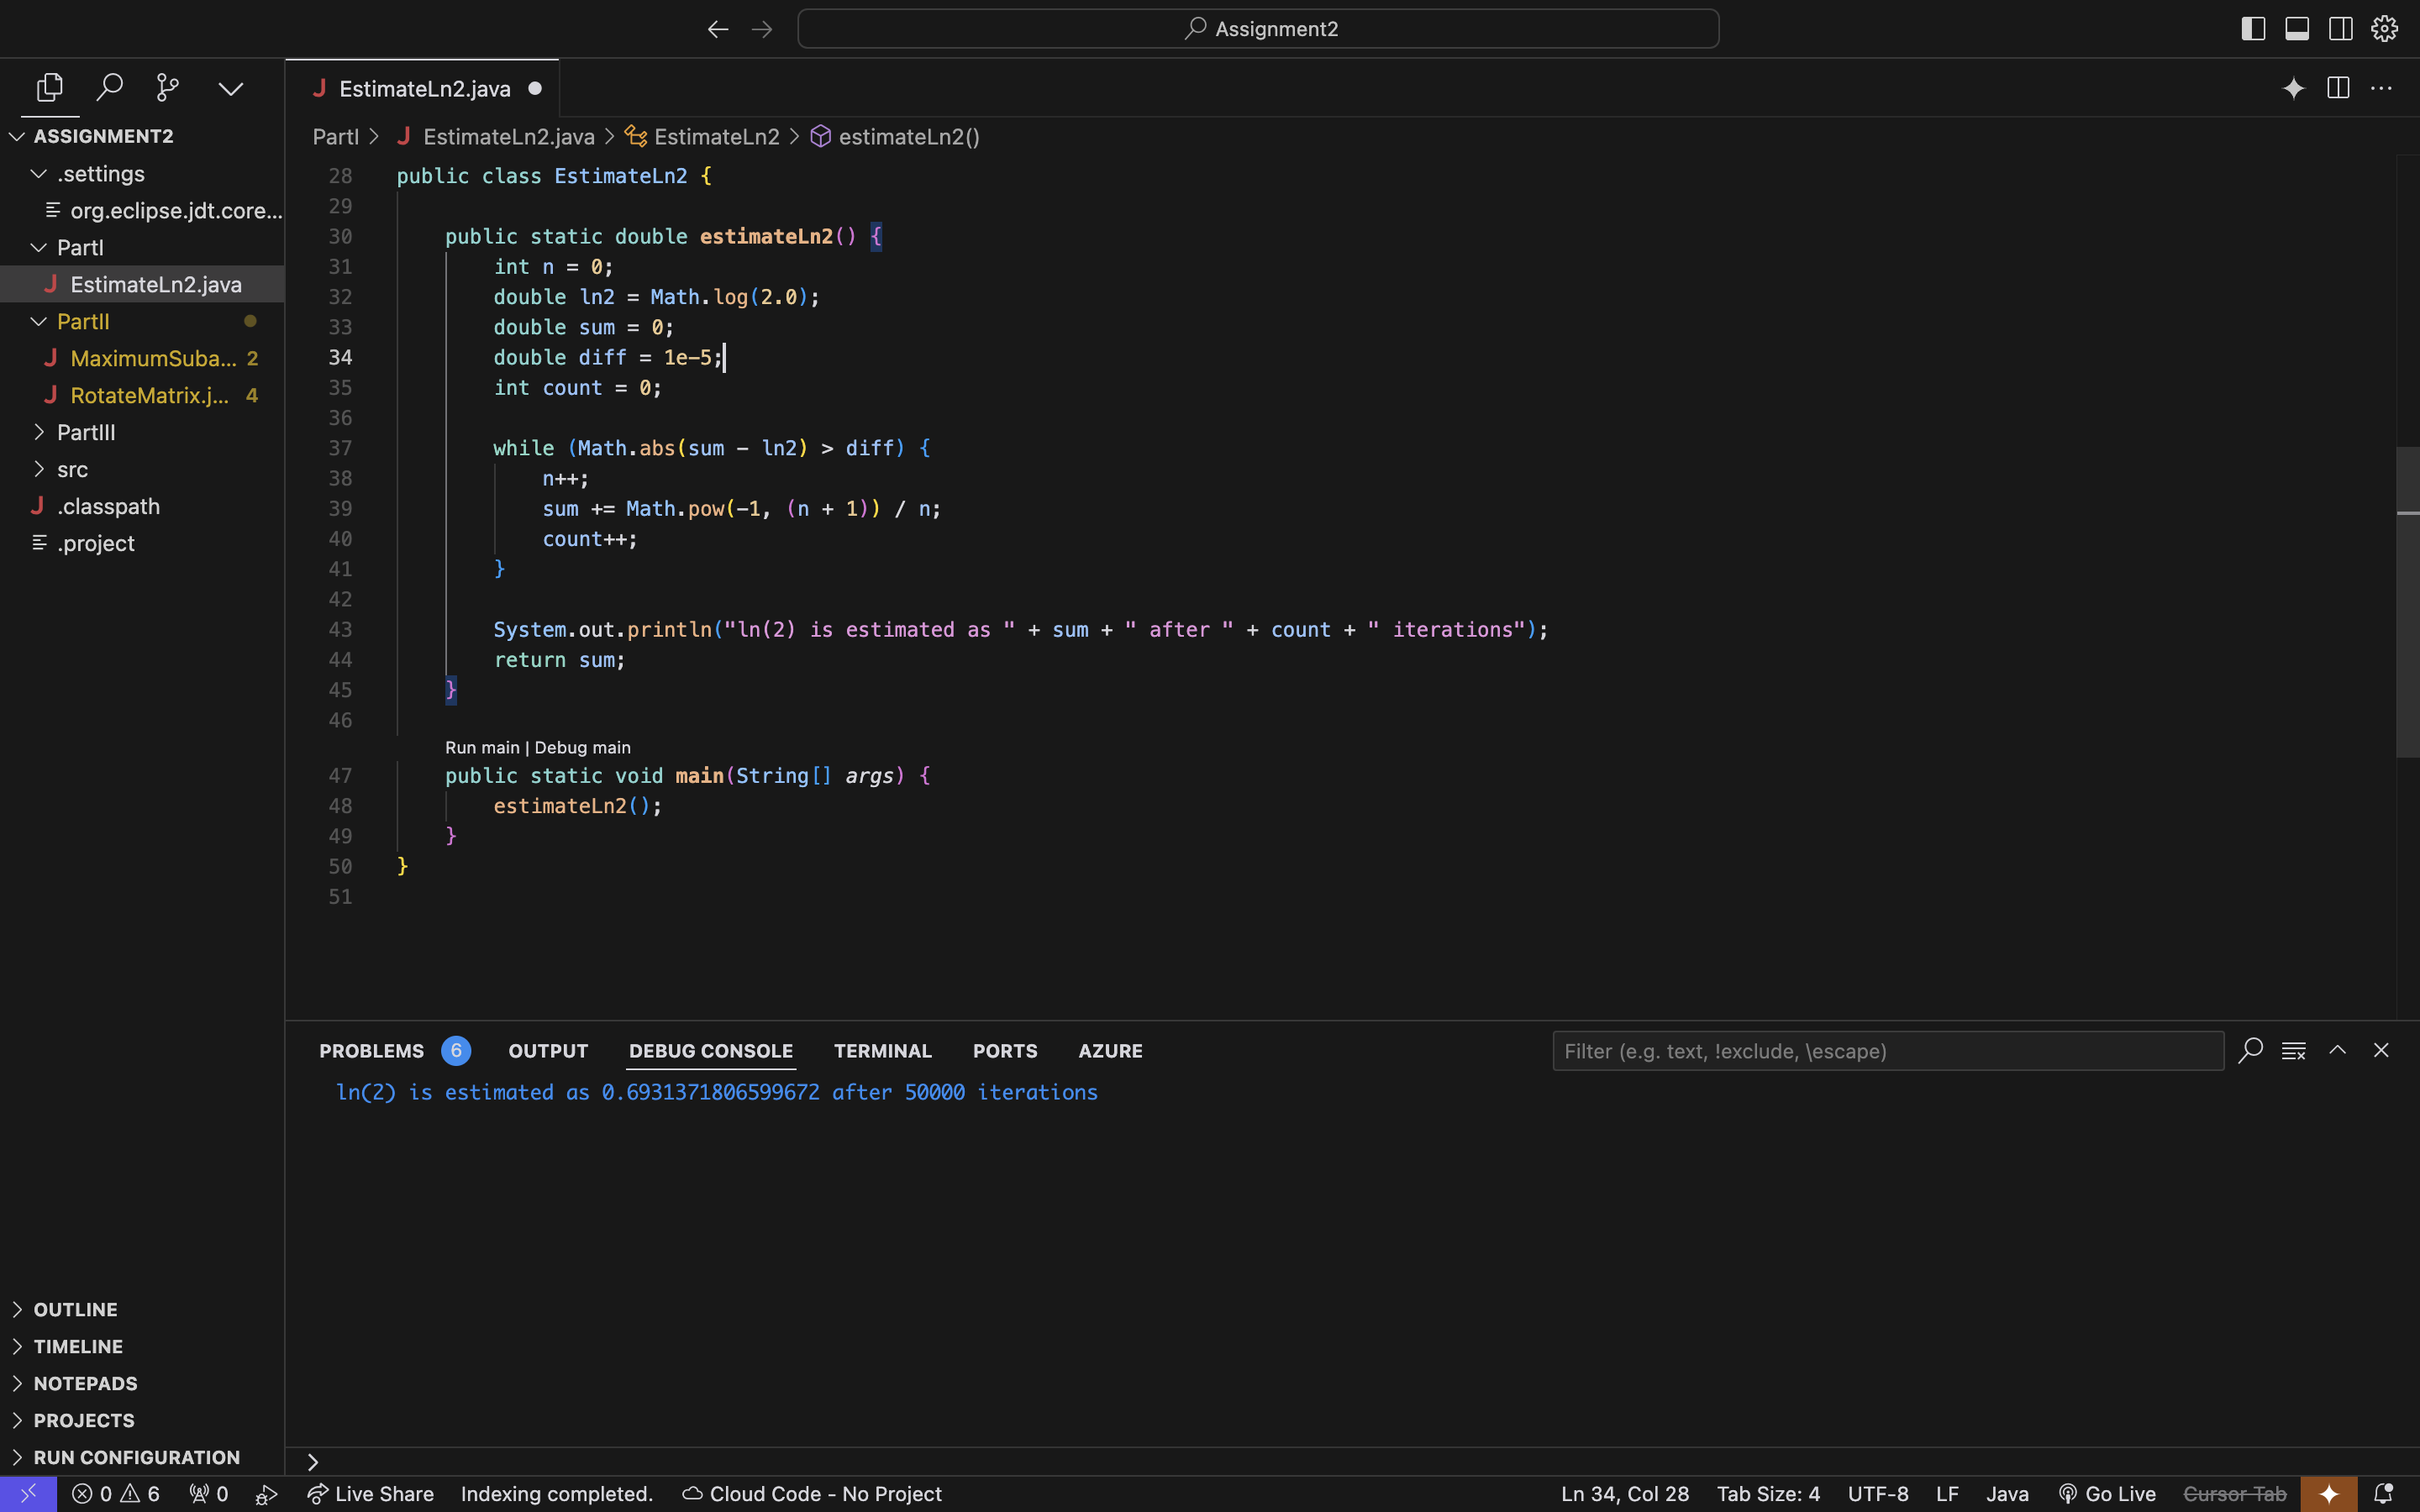 Assignment2
EstimateLn2.java
ASSIGNMENT2
.settings
org.eclipse.jdt.core...
PartI
EstimateLn2.java
PartII
MaximumSuba... 2
RotateMatrix.j... 4
PartIII
src
.classpath
.project
OUTLINE
TIMELINE
NOTEPADS
PROJECTS
RUN CONFIGURATION
PartI > EstimateLn2.java > EstimateLn2 > estimateLn2()
28 public class EstimateLn2 {
29
30 public static double estimateLn2() {
31 int n = 0;
32 double ln2 = Math.log(2.0);
33 double sum = 0;
34 double diff = 1e-5;
35 int count = 0;
36
37 while (Math.abs(sum - ln2) > diff) {
38 n++;
39 sum += Math.pow(-1, (n + 1)) / n;
40 count++;
41 }
42
43 System.out.println("ln(2) is estimated as " + sum + " after " + count + " iterations");
44 return sum;
45 }
46
Run main | Debug main
47 public static void main(String[] args) {
48 estimateLn2();
49 }
50 }
51
PROBLEMS 6 OUTPUT DEBUG CONSOLE TERMINAL PORTS AZURE Filter (e.g. text, !exclude, \escape)
ln(2) is estimated as 0.6931371806599672 after 50000 iterations
0 6 0 Live Share Indexing completed. Cloud Code - No Project Ln 34, Col 28 Tab Size: 4 UTF-8 LF Java Go Live Cursor Tab